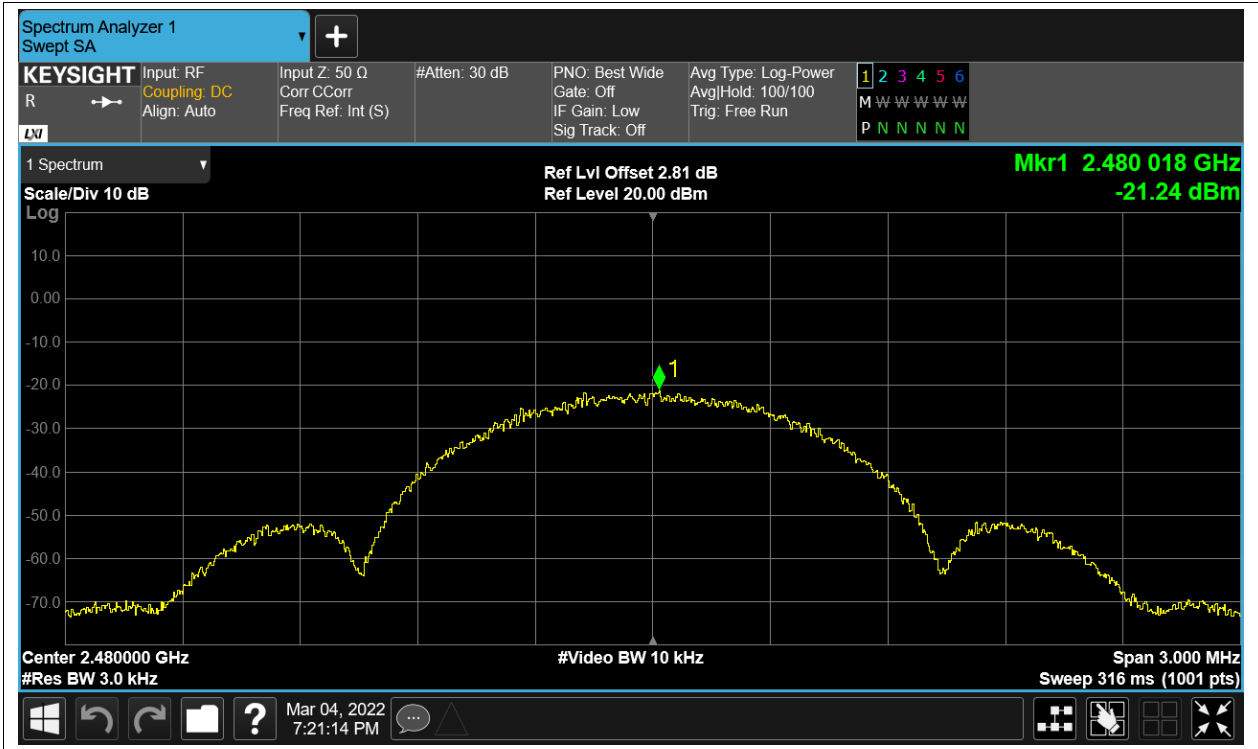 Spectrum Analyzer 1
Swept SA
KEYSIGHT
R
LXI
Input: RF
Coupling: DC
Align: Auto
Input Z: 50 Ω
Corr CCorr
Freq Ref: Int (S)
#Atten: 30 dB
PNO: Best Wide
Gate: Off
IF Gain: Low
Sig Track: Off
Avg Type: Log-Power
Avg|Hold: 100/100
Trig: Free Run
1 2 3 4 5 6
M W W W W W
P N N N N N
1 Spectrum
Scale/Div 10 dB
Log
Ref Lvl Offset 2.81 dB
Ref Level 20.00 dBm
Mkr1 2.480 018 GHz
-21.24 dBm
10.0
0.00
-10.0
1
-20.0
-30.0
-40.0
-50.0
-60.0
-70.0
Center 2.480000 GHz
#Video BW 10 kHz
Span 3.000 MHz
#Res BW 3.0 kHz
Sweep 316 ms (1001 pts)
?
Mar 04, 2022
7:21:14 PM